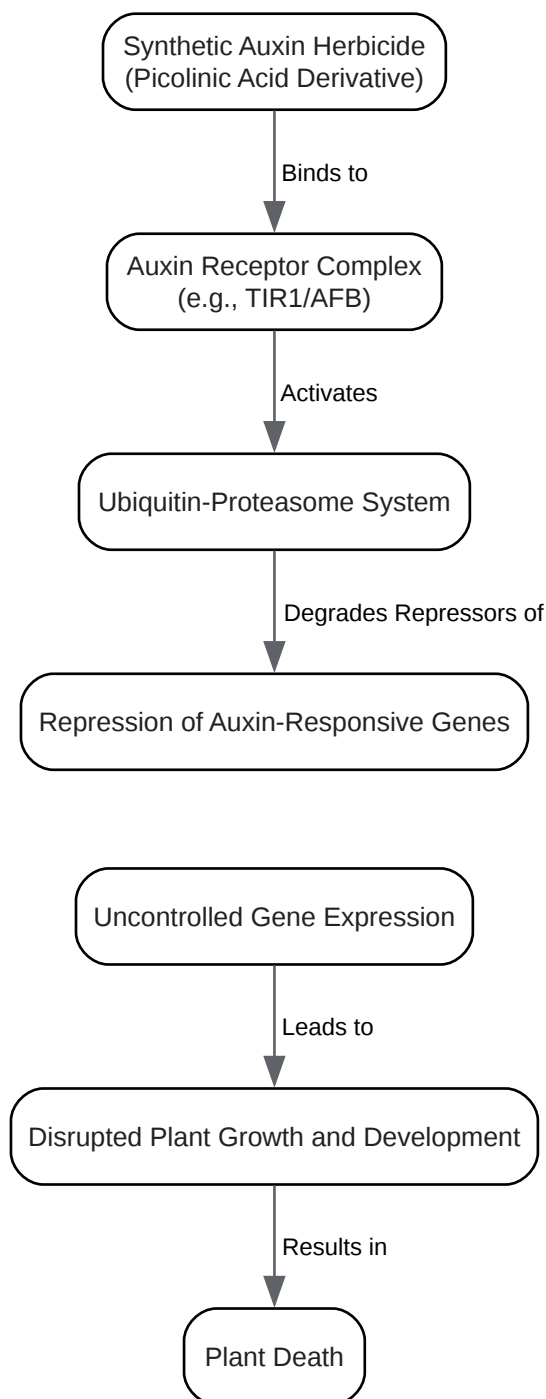 Synthetic Auxin Herbicide
(Picolinic Acid Derivative)
Binds to
Auxin Receptor Complex
(e.g., TIR1/AFB)
Activates
Ubiquitin-Proteasome System
Degrades Repressors of
Repression of Auxin-Responsive Genes
Uncontrolled Gene Expression
Leads to
Disrupted Plant Growth and Development
Results in
Plant Death